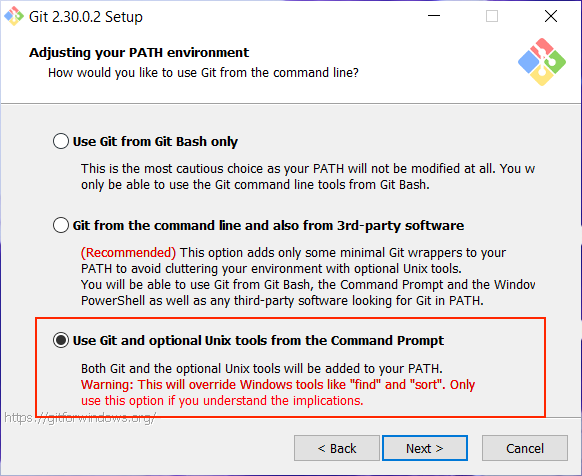 Git 2.30.0.2 Setup
Adjusting your PATH environment
How would you like to use Git from the command line?
Use Git from Git Bash only
This is the most cautious choice as your PATH will not be modified at all. You w
only be able to use the Git command line tools from Git Bash.
Git from the command line and also from 3rd-party software
(Recommended) This option adds only some minimal Git wrappers to your
PATH to avoid cluttering your environment with optional Unix tools.
You will be able to use Git from Git Bash, the Command Prompt and the Window
PowerShell as well as any third-party software looking for Git in PATH.
Use Git and optional Unix tools from the Command Prompt
Both Git and the optional Unix tools will be added to your PATH.
Warning: This will override Windows tools like "find" and "sort". Only
use this option if you understand the implications.
https://gitforwindows.org/
< Back
Next >
Cancel